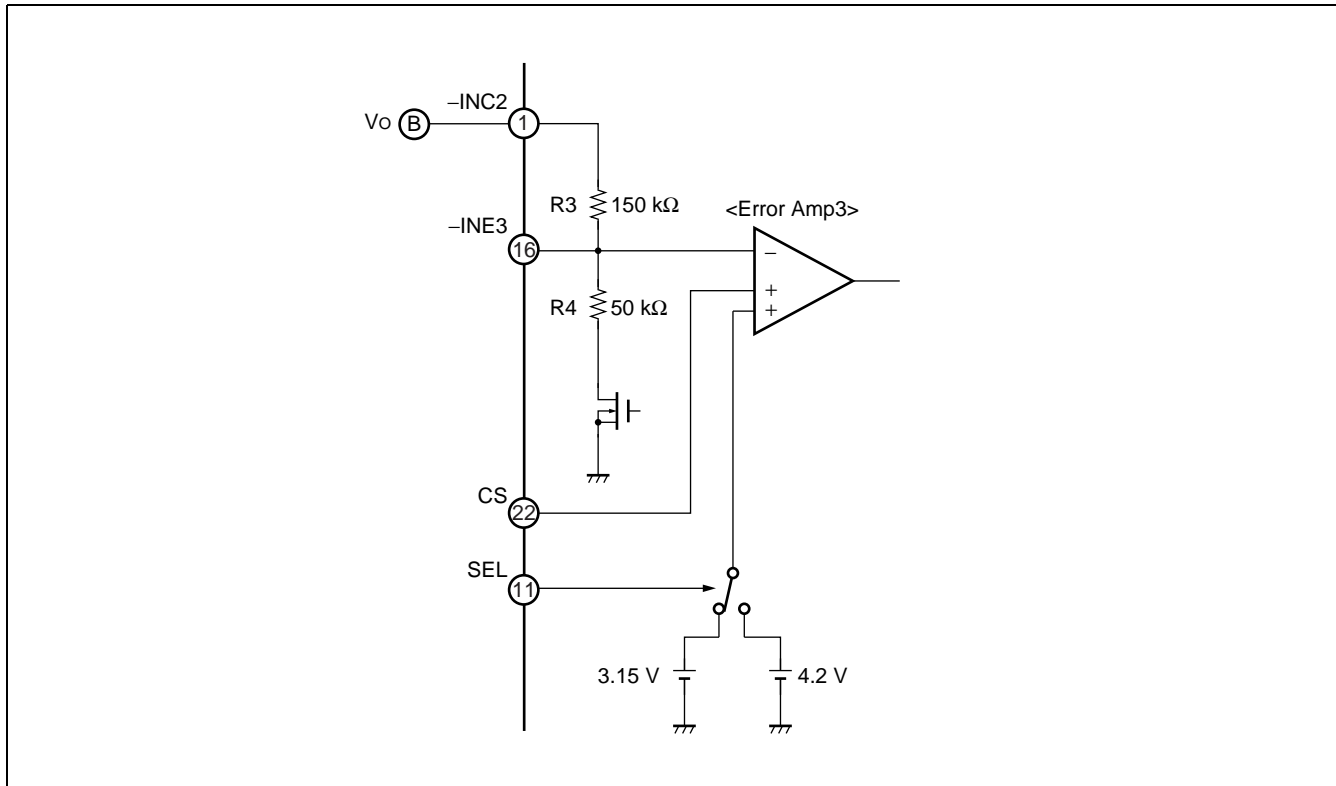 –INC2
Vo B 1
R3 150 kΩ
<Error Amp3>
–INE3
16
−
R4 50 kΩ
+
+
CS
22
SEL
11
3.15 V
4.2 V